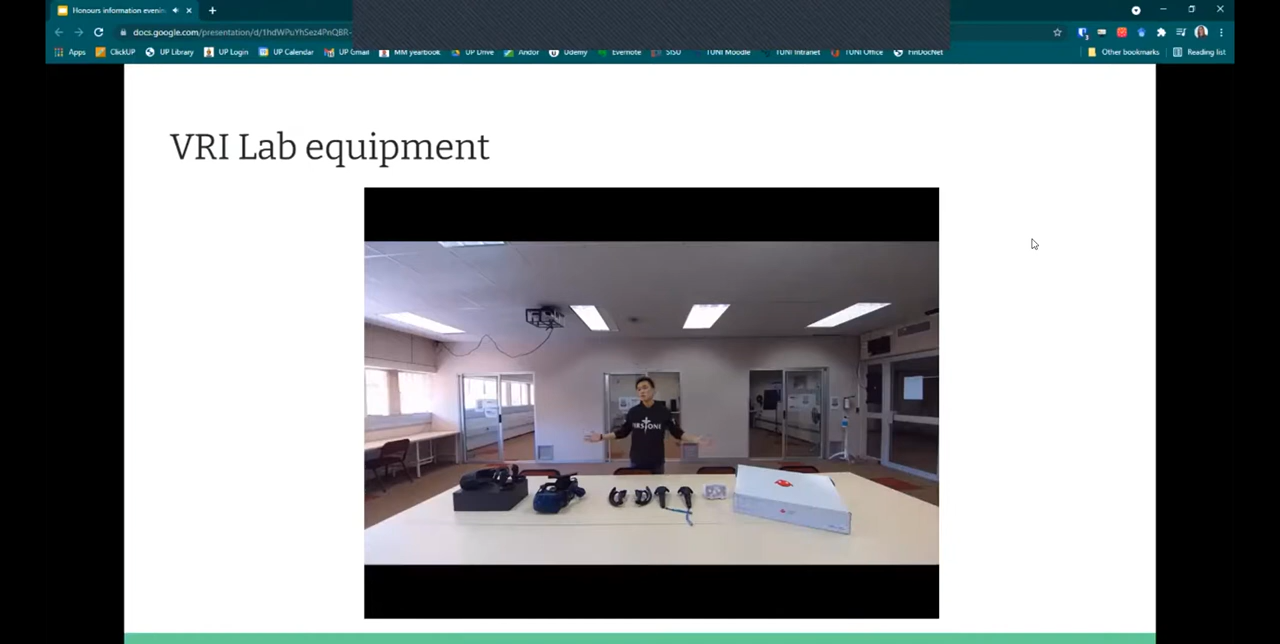 Honours information evenin
docs.google.com/presentation/d/1hdWPuYhSez4PnQBR-
Apps ClickUP UP Library UP Login UP Calendar UP Gmail MM yearbook UP Drive Andor Udemy Evernote SISU TUNI Moodle TUNI Intranet TUNI Office FinDocNet Other bookmarks Reading list
VRI Lab equipment